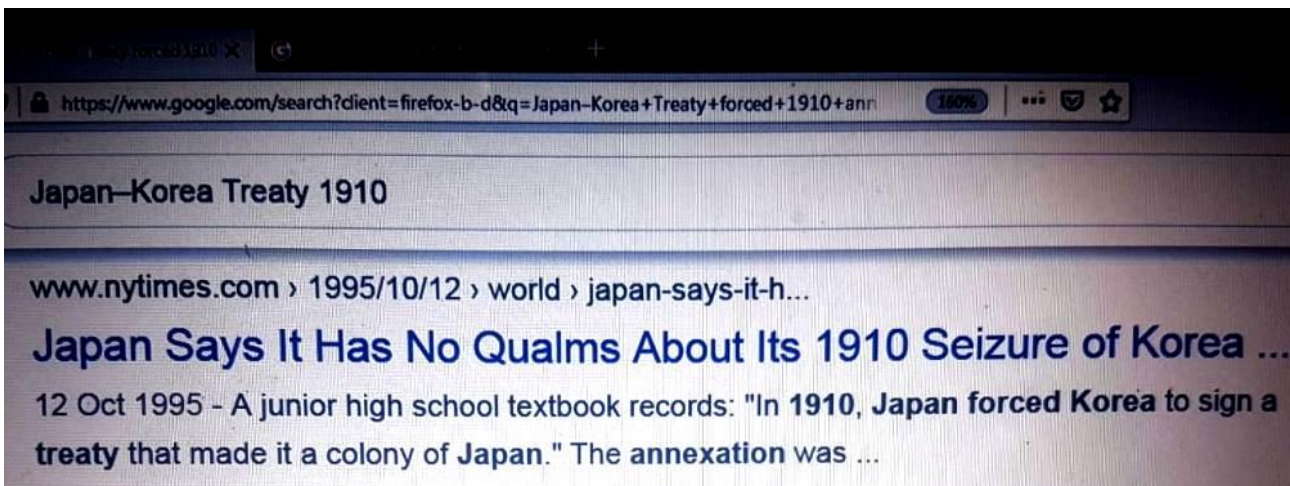 forced 1910
https://www.google.com/search?client=firefox-b-d&q=Japan–Korea+Treaty+forced+1910+ann 160%
Japan–Korea Treaty 1910
www.nytimes.com › 1995/10/12 › world › japan-says-it-h...
Japan Says It Has No Qualms About Its 1910 Seizure of Korea ...
12 Oct 1995 - A junior high school textbook records: "In 1910, Japan forced Korea to sign a
treaty that made it a colony of Japan." The annexation was ...